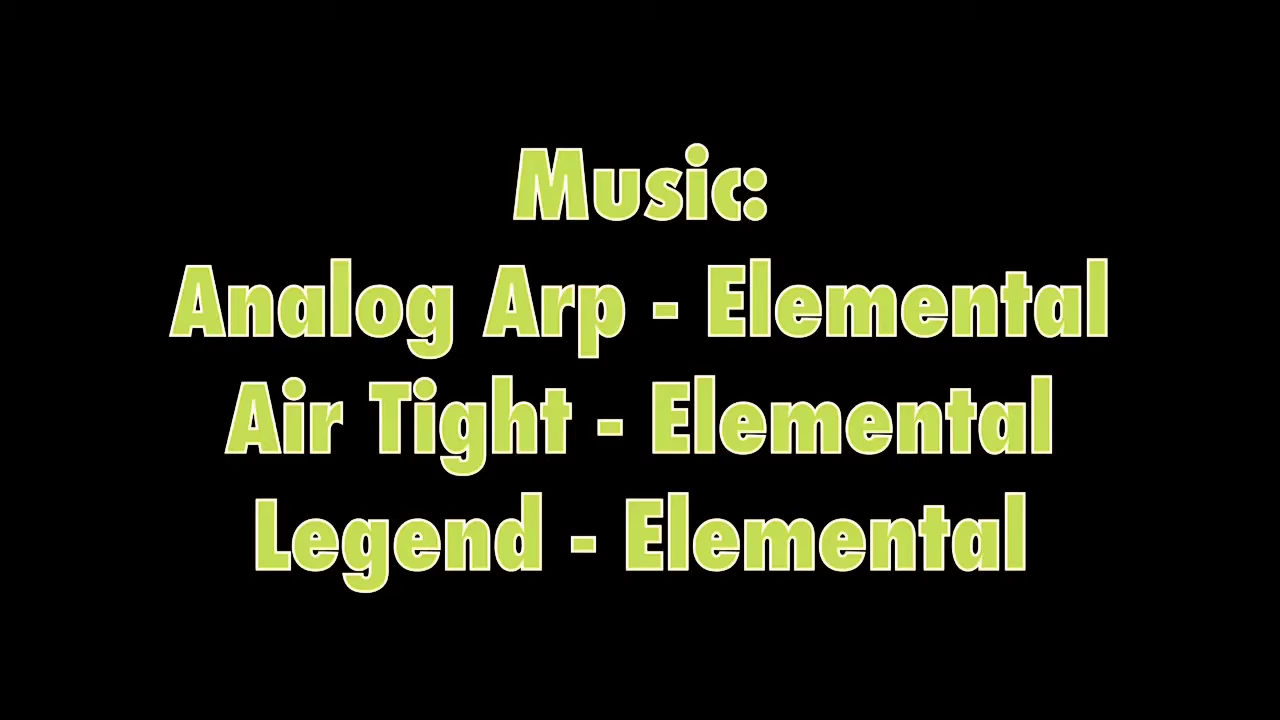 Music:
Analog Arp - Elemental
Air Tight - Elemental
Legend - Elemental